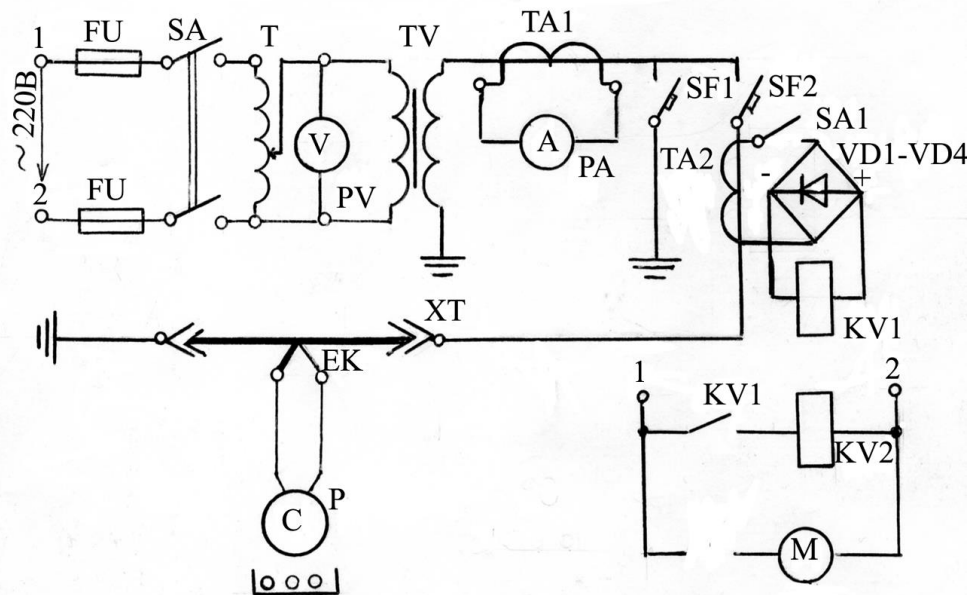 1
FU
SA
T
TV
TA1
~ 220В
V
PV
A
PA
SF1
SF2
SA1
TA2
VD1-VD4
-
+
2
FU
KV1
XT
EK
1
2
KV1
KV2
P
C
M